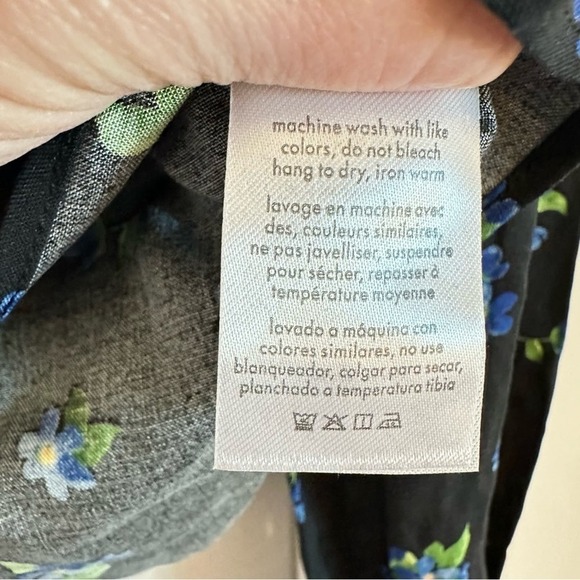 machine wash with like
colors, do not bleach
hang to dry, iron warm
lavage en machine avec
des, couleurs similaires,
ne pas javelliser, suspendre
pour sécher, repasser à
température moyenne
lavado a máquina con
colores similares, no use
blanqueador, colgar para secar,
planchado a temperatura tibia